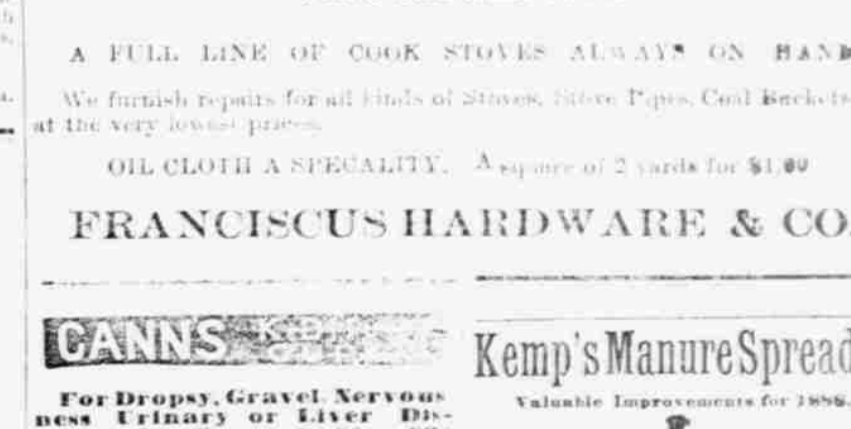 A FULL LINE OF COOK STOVES ALWAYS ON HAND
We furnish repairs for all kinds of Stoves, Stove Pipes, Coal Buckets
at the very lowest prices.
OIL CLOTH A SPECALITY. A square of 2 yards for $1.00
FRANCISCUS HARDWARE & CO.
CANNS
For Dropsy, Gravel, Nervous
ness Urinary or Liver Dis-
Kemp's Manure Spread
Valuable Improvements for 1886.